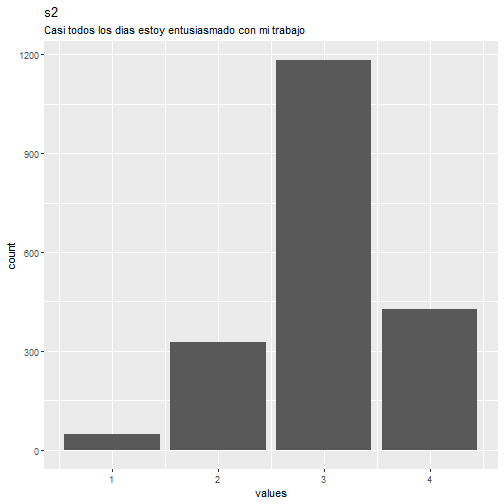 s2
Casi todos los dias estoy entusiasmado con mi trabajo
1200
900
600
300
0
count
1 2 3 4
values